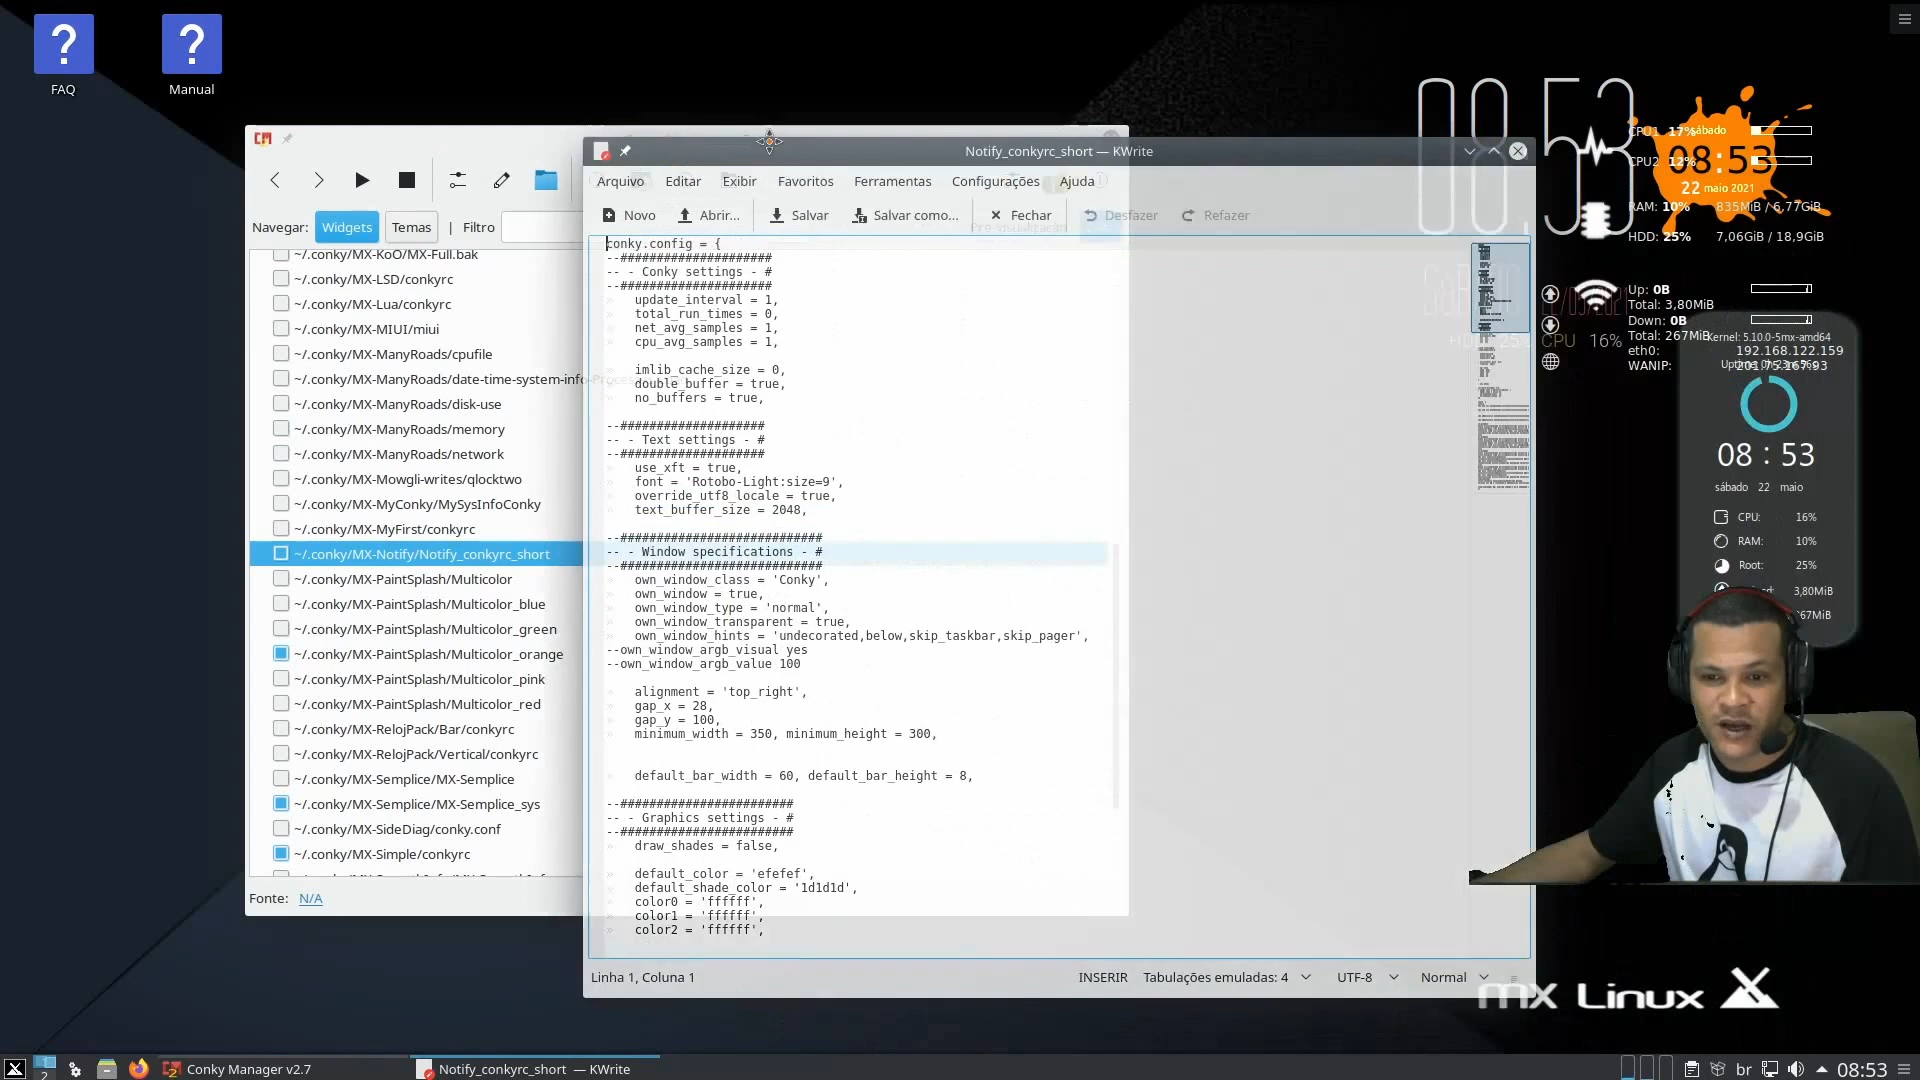 FAQ
Manual
Navegar: Widgets Temas | Filtro
~/.conky/MX-KoO/MX-Full.bak
~/.conky/MX-LSD/conkyrc
~/.conky/MX-Lua/conkyrc
~/.conky/MX-MIUI/miui
~/.conky/MX-ManyRoads/cpufile
~/.conky/MX-ManyRoads/date-time-system-info-
~/.conky/MX-ManyRoads/disk-use
~/.conky/MX-ManyRoads/memory
~/.conky/MX-ManyRoads/network
~/.conky/MX-Mowgli-writes/qlocktwo
~/.conky/MX-MyConky/MySysInfoConky
~/.conky/MX-MyFirst/conkyrc
~/.conky/MX-Notify/Notify_conkyrc_short
~/.conky/MX-PaintSplash/Multicolor
~/.conky/MX-PaintSplash/Multicolor_blue
~/.conky/MX-PaintSplash/Multicolor_green
~/.conky/MX-PaintSplash/Multicolor_orange
~/.conky/MX-PaintSplash/Multicolor_pink
~/.conky/MX-PaintSplash/Multicolor_red
~/.conky/MX-RelojPack/Bar/conkyrc
~/.conky/MX-RelojPack/Vertical/conkyrc
~/.conky/MX-Semplice/MX-Semplice
~/.conky/MX-Semplice/MX-Semplice_sys
~/.conky/MX-SideDiag/conky.conf
~/.conky/MX-Simple/conkyrc
Fonte: N/A
Notify_conkyrc_short — KWrite
Arquivo Editar Exibir Favoritos Ferramentas Configurações Ajuda
Novo Abrir... Salvar Salvar como... Fechar Desfazer Refazer
conky.config = {
--#####################
-- - Conky settings - #
--#####################
update_interval = 1,
total_run_times = 0,
net_avg_samples = 1,
cpu_avg_samples = 1,
imlib_cache_size = 0,
double_buffer = true,
no_buffers = true,
--####################
-- - Text settings - #
--####################
use_xft = true,
font = 'Rotobo-Light:size=9',
override_utf8_locale = true,
text_buffer_size = 2048,
--############################
-- - Window specifications - #
--############################
own_window_class = 'Conky',
own_window = true,
own_window_type = 'normal',
own_window_transparent = true,
own_window_hints = 'undecorated,below,skip_taskbar,skip_pager',
--own_window_argb_visual yes
--own_window_argb_value 100
alignment = 'top_right',
gap_x = 28,
gap_y = 100,
minimum_width = 350, minimum_height = 300,
default_bar_width = 60, default_bar_height = 8,
--########################
-- - Graphics settings - #
--########################
draw_shades = false,
default_color = 'efefef',
default_shade_color = '1d1d1d',
color0 = 'ffffff',
color1 = 'ffffff',
color2 = 'ffffff',
Linha 1, Coluna 1 INSERIR Tabulações emuladas: 4 UTF-8 Normal
08:53
CPU 16%
CPU1 17%
CPU2 12%
sábado
08:53
22 maio 2021
RAM: 10% 835MiB / 6,77GiB
HDD: 25% 7,06GiB / 18,9GiB
Up: 0B
Total: 3,80MiB
Down: 0B
Total: 267MiB
eth0: 192.168.122.159
WANIP:
Kernel: 5.10.0-5mx-amd64
08 : 53
sábado 22 maio
CPU: 16%
RAM: 10%
Root: 25%
3,80MiB
MX Linux
2
Conky Manager v2.7
Notify_conkyrc_short — KWrite
br
08:53